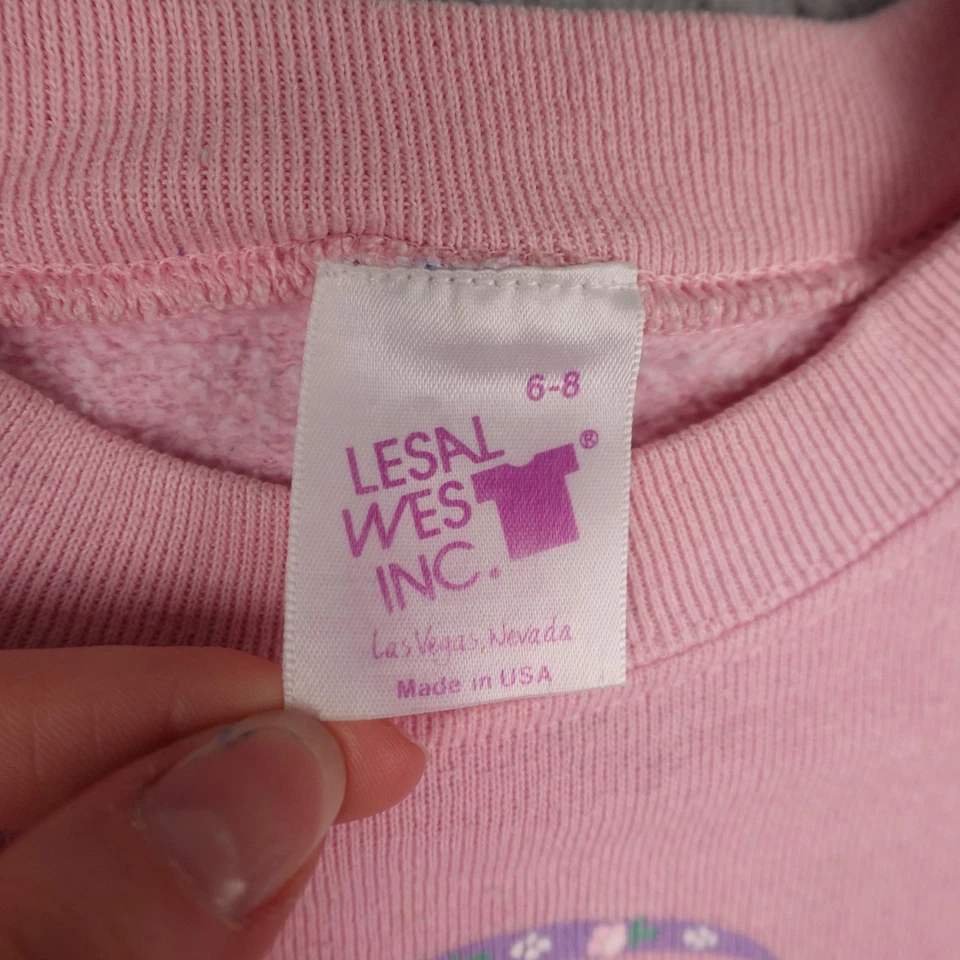 6-8
LESAL
WES
®
INC.
Las Vegas, Nevada
Made in USA